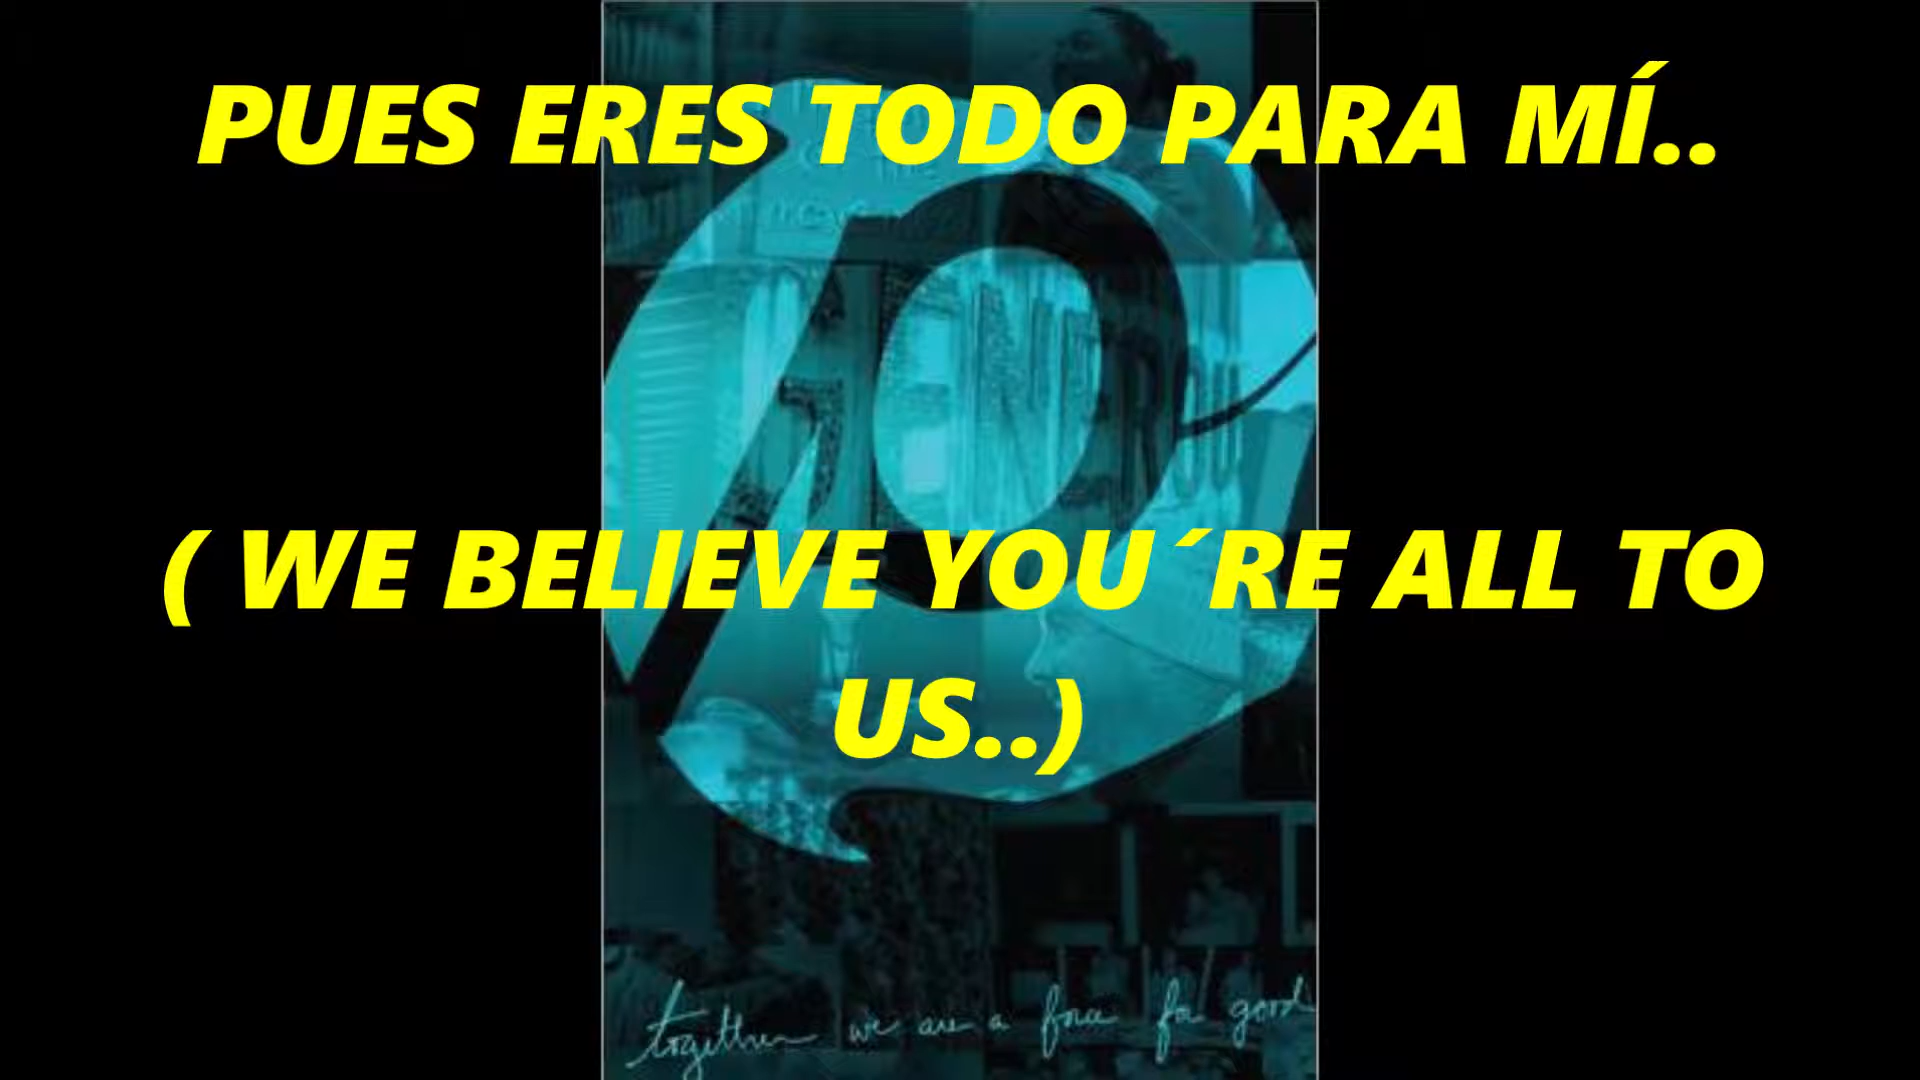 PUES ERES TODO PARA MÍ..
( WE BELIEVE YOU´RE ALL TO
US..)
together we are a force for good